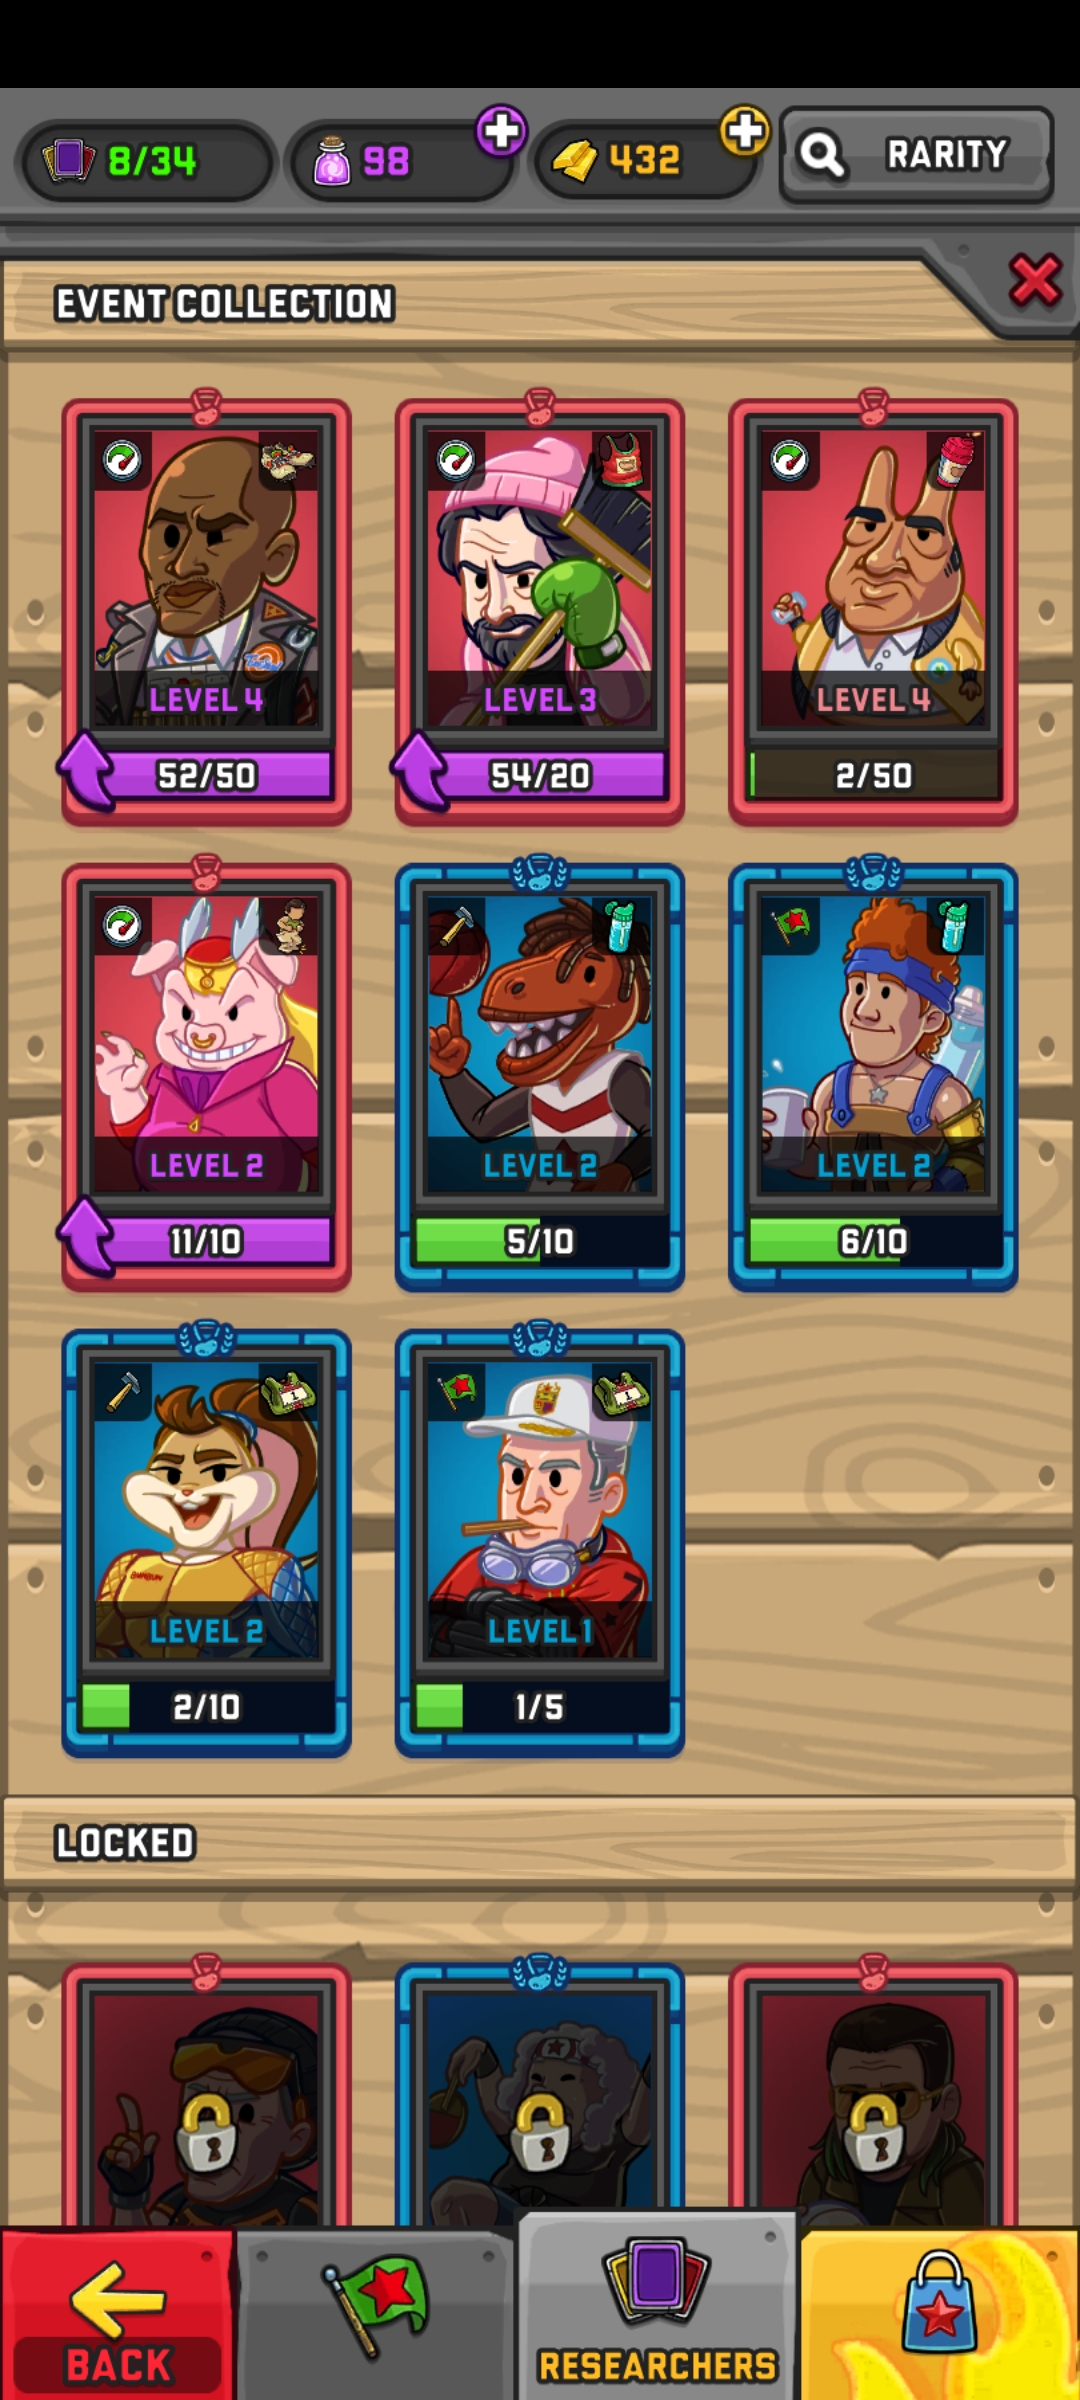 8/34
98
432
RARITY
EVENT COLLECTION
LEVEL 4
LEVEL 3
LEVEL 4
52/50
54/20
2/50
LEVEL 2
LEVEL 2
LEVEL 2
11/10
5/10
6/10
LEVEL 2
LEVEL 1
2/10
1/5
LOCKED
BACK
RESEARCHERS